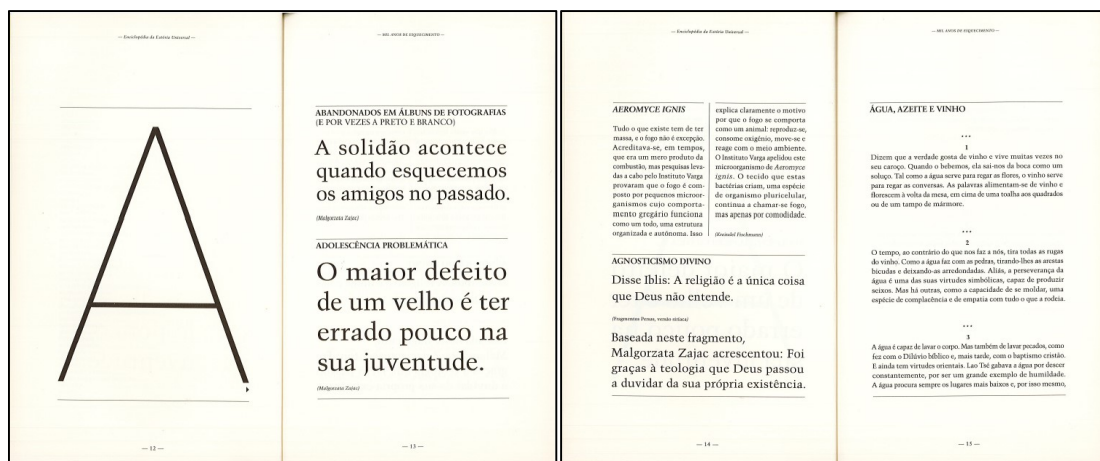 — Enciclopédia da Estória Universal —
A
— 12 —
— MIL ANOS DE ESQUECIMENTO —
ABANDONADOS EM ÁLBUNS DE FOTOGRAFIAS
(E POR VEZES A PRETO E BRANCO)
A solidão acontece
quando esquecemos
os amigos no passado.
(Malgorzata Zajac)
ADOLESCÊNCIA PROBLEMÁTICA
O maior defeito
de um velho é ter
errado pouco na
sua juventude.
(Malgorzata Zajac)
— 13 —
— Enciclopédia da Estória Universal —
AEROMYCE IGNIS
Tudo o que existe tem de ter
massa, e o fogo não é excepção.
Acreditava-se, em tempos,
que era um mero produto da
combustão, mas pesquisas leva-
das a cabo pelo Instituto Varga
provaram que o fogo é com-
posto por pequenos microor-
ganismos cujo comporta-
mento gregário funciona
como um todo, uma estrutura
organizada e autónoma. Isso
explica claramente o motivo
por que o fogo se comporta
como um animal: reproduz-se,
consome oxigénio, move-se e
reage com o meio ambiente.
O Instituto Varga apelidou este
microorganismo de Aeromyce
ignis. O tecido que estas
bactérias criam, uma espécie
de organismo pluricelular,
continua a chamar-se fogo,
mas apenas por comodidade.
AGNOSTICISMO DIVINO
Disse Iblis: A religião é a única coisa
que Deus não entende.
(Fragmentos Persas, versão siríaca)
Baseada neste fragmento,
Malgorzata Zajac acrescentou: Foi
graças à teologia que Deus passou
a duvidar da sua própria existência.
— 14 —
— MIL ANOS DE ESQUECIMENTO —
ÁGUA, AZEITE E VINHO
•••
1
Dizem que a verdade gosta de vinho e vive muitas vezes no
seu caroço. Quando o bebemos, ela sai-nos da boca como um
soluço. Tal como a água serve para regar as flores, o vinho serve
para regar as conversas. As palavras alimentam-se de vinho e
florescem à volta da mesa, em cima de uma toalha aos quadrados
ou de um tampo de mármore.
•••
2
O tempo, ao contrário do que nos faz a nós, tira todas as rugas
do vinho. Como a água faz com as pedras, tirando-lhes as arestas
bicudas e deixando-as arredondadas. Aliás, a perseverança da
água é uma das suas virtudes simbólicas, capaz de produzir
seixos. Mas há outras, como a capacidade de se moldar, uma
espécie de complacência e de empatia com tudo o que a rodeia.
•••
3
A água é capaz de lavar o corpo. Mas também de lavar pecados, como
fez com o Dilúvio bíblico e, mais tarde, com o baptismo cristão.
E ainda tem virtudes orientais. Lao Tsé gabava a água por descer
constantemente, por ser um grande exemplo de humildade.
A água procura sempre os lugares mais baixos e, por isso mesmo,
— 15 —